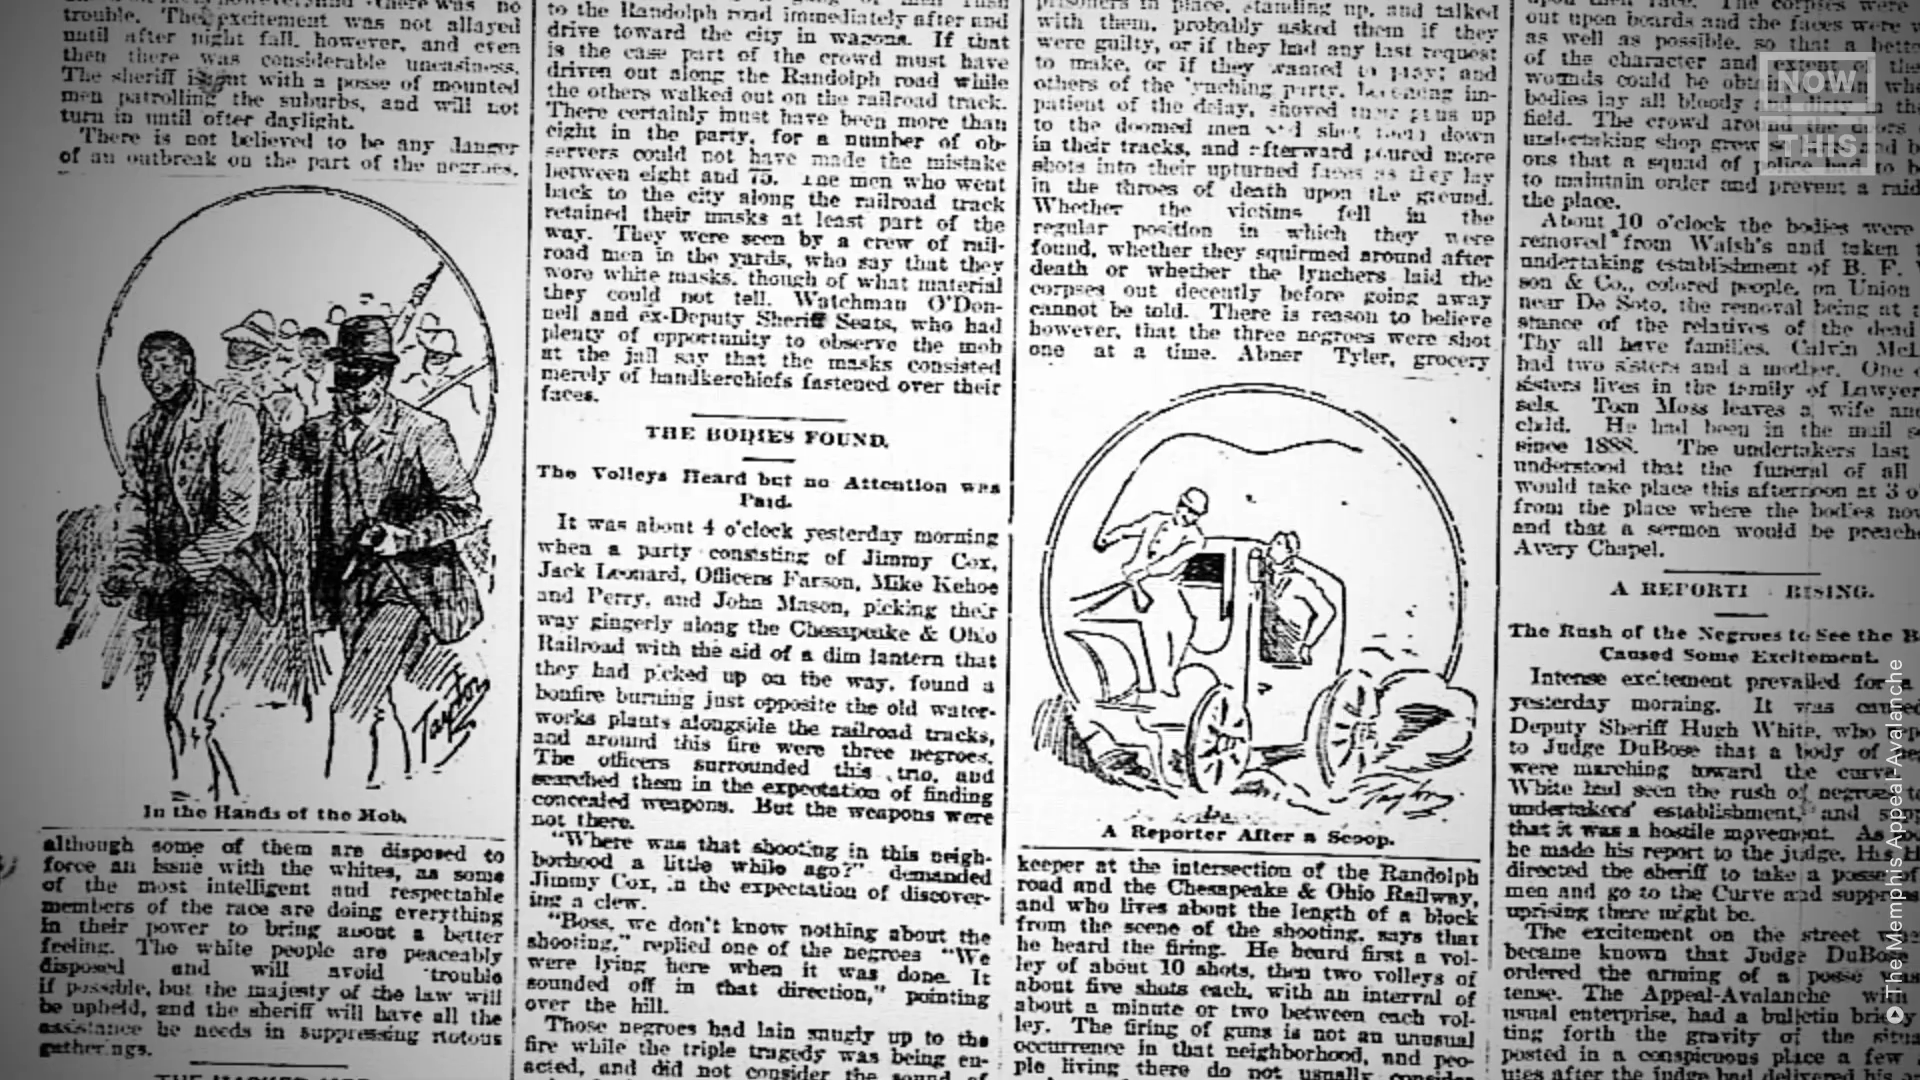 trouble. The excitement was not allayed
until after night fall, however, and even
then there was considerable uneasiness.
The sheriff is out with a posse of mounted
men patrolling the suburbs, and will not
turn in until ofter daylight.
There is not believed to be any danger
of an outbreak on the part of the negroes,
In the Hands of the Mob.
although some of them are disposed to
force an issue with the whites, as some
of the most intelligent and respectable
members of the race are doing everything
in their power to bring about a better
feeling. The white people are peaceably
disposed and will avoid trouble
if possible, but the majesty of the law will
be upheld, and the sheriff will have all the
assistance he needs in suppressing riotous
gatherings.
to the Randolph road immediately after and
drive toward the city in wagons. If that
is the case part of the crowd must have
driven out along the Randolph road while
the others walked out on the railroad track.
There certainly must have been more than
eight in the party, for a number of ob-
servers could not have made the mistake
between eight and 75. The men who went
back to the city along the railroad track
retained their masks at least part of the
way. They were seen by a crew of rail-
road men in the yards, who say that they
wore white masks, though of what material
they could not tell. Watchman O'Don-
nell and ex-Deputy Sheriff Seats, who had
plenty of opportunity to observe the mob
at the jail say that the masks consisted
merely of handkerchiefs fastened over their
faces.
THE BODIES FOUND.
The Volleys Heard but no Attention was
Paid.
It was about 4 o'clock yesterday morning
when a party consisting of Jimmy Cox,
Jack Leonard, Officers Farson, Mike Kehoe
and Perry, and John Mason, picking their
way gingerly along the Chesapeake & Ohio
Railroad with the aid of a dim lantern that
they had picked up on the way, found a
bonfire burning just opposite the old water-
works plants alongside the railroad tracks,
and around this fire were three negroes.
The officers surrounded this trio, and
searched them in the expectation of finding
concealed weapons. But the weapons were
not there.
"Where was that shooting in this neigh-
borhood a little while ago?" demanded
Jimmy Cox, in the expectation of discover-
ing a clew.
"Boss, we don't know nothing about the
shooting," replied one of the negroes "We
were lying here when it was done. It
sounded off in that direction," pointing
over the hill.
Those negroes had lain snugly up to the
fire while the triple tragedy was being en-
acted, and did not consider the sound of
prisoners in place, standing up, and talked
with them, probably asked them if they
were guilty, or if they had any last request
to make, or if they wanted to pray; and
others of the lynching party, becoming im-
patient of the delay, shoved their guns up
to the doomed men and shot them down
in their tracks, and afterward poured more
shots into their upturned faces as they lay
in the throes of death upon the ground.
Whether the victims fell in the
regular position in which they were
found, whether they squirmed around after
death or whether the lynchers laid the
corpses out decently before going away
cannot be told. There is reason to believe
however, that the three negroes were shot
one at a time. Abner Tyler, grocery
A Reporter After a Scoop.
keeper at the intersection of the Randolph
road and the Chesapeake & Ohio Railway,
and who lives about the length of a block
from the scene of the shooting, says that
he heard the firing. He heard first a vol-
ley of about 10 shots, then two volleys of
about five shots each, with an interval of
about a minute or two between each vol-
ley. The firing of guns is not an unusual
occurrence in that neighborhood, and peo-
ple living there do not usually consider
out upon boards and the faces were
as well as possible, so that a bette
of the character and extent of the
wounds could be
bodies lay all bloody and dirty in the
field. The crowd around the doors
undertaking shop grew
ons that a squad of police had to b
to maintain order and prevent a raid
the place.
About 10 o'clock the bodies were
removed from Walsh's and taken
undertaking establishment of B. F.
son & Co., colored people, on Union
near De Soto, the removal being at
stance of the relatives of the dead
Thy all have families. Calvin McL
had two sisters and a mother. One
sisters lives in the family of Lawyer
sels. Tom Moss leaves a wife and
child. He had been in the mail s
since 1888. The undertakers last
understood that the funeral of all
would take place this afternoon at 3 o
from the place where the bodies now
and that a sermon would be preache
Avery Chapel.
A REPORT RISING.
The Rush of the Negroes to See the B
Caused Some Excitement.
Intense excitement prevailed for a
yesterday morning. It was caused
Deputy Sheriff Hugh White, who rep
to Judge DuBose that a body of ne
were marching toward the curve.
White had seen the rush of negroes to
undertakers' establishment, and supp
that it was a hostile movement. As
he made his report to the judge, His H
directed the sheriff to take a posse of
men and go to the Curve and suppress
uprising there might be.
The excitement on the street
became known that Judge DuBose
ordered the arming of a posse was
tense. The Appeal-Avalanche with
usual enterprise, had a bulletin brie
ting forth the gravity of the situa
posted in a conspicuous place a few
utes after the judge had delivered his
NOW
THIS
The Memphis Appeal-Avalanche